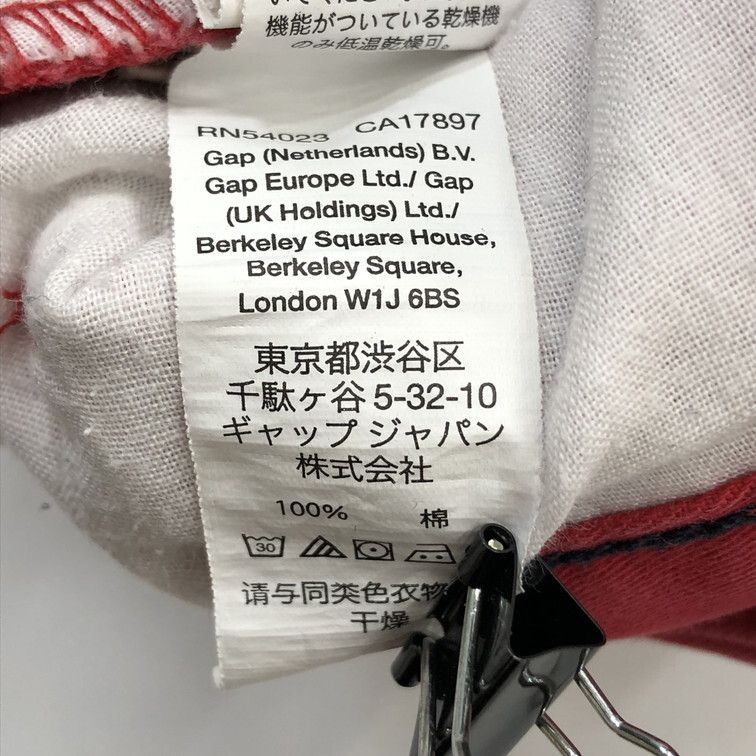 機能がついている乾燥機
のみ低温乾燥可。
RN54023 CA17897
Gap (Netherlands) B.V.
Gap Europe Ltd./ Gap
(UK Holdings) Ltd./
Berkeley Square House,
Berkeley Square,
London W1J 6BS
東京都渋谷区
千駄ヶ谷 5-32-10
ギャップ ジャパン
株式会社
100% 棉
30
请与同类色衣物
干燥